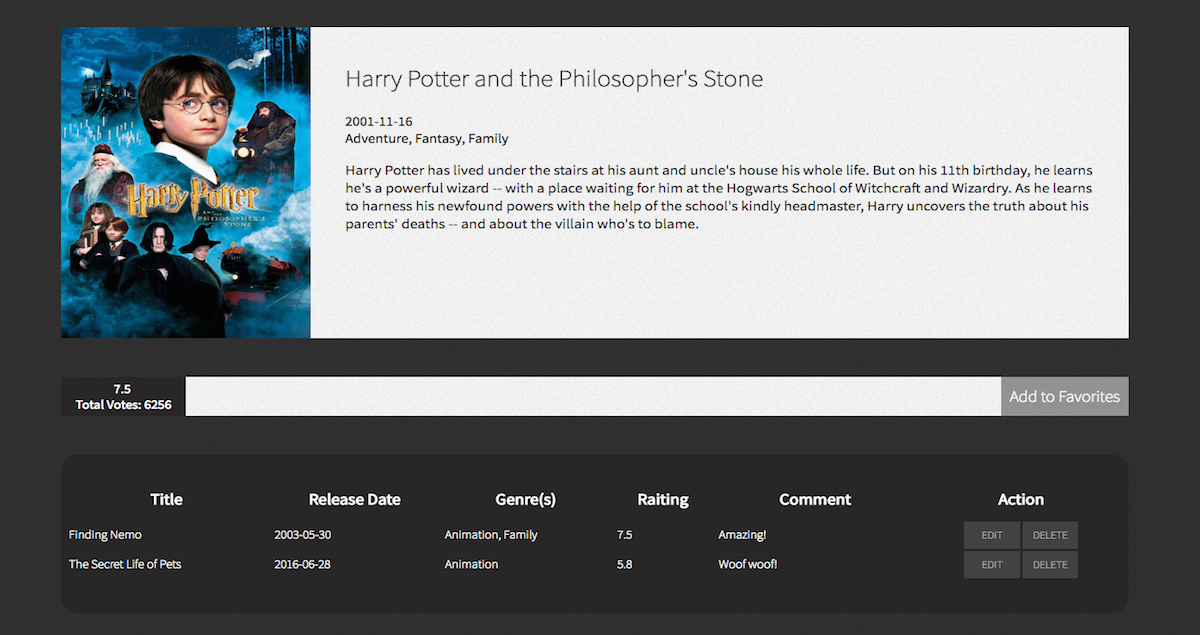 Harry Potter
AND THE
PHILOSOPHER'S
STONE
Harry Potter and the Philosopher's Stone
2001-11-16
Adventure, Fantasy, Family
Harry Potter has lived under the stairs at his aunt and uncle's house his whole life. But on his 11th birthday, he learns
he's a powerful wizard -- with a place waiting for him at the Hogwarts School of Witchcraft and Wizardry. As he learns
to harness his newfound powers with the help of the school's kindly headmaster, Harry uncovers the truth about his
parents' deaths -- and about the villain who's to blame.
7.5
Total Votes: 6256
Add to Favorites
Title Release Date Genre(s) Raiting Comment Action
Finding Nemo 2003-05-30 Animation, Family 7.5 Amazing! EDIT DELETE
The Secret Life of Pets 2016-06-28 Animation 5.8 Woof woof! EDIT DELETE